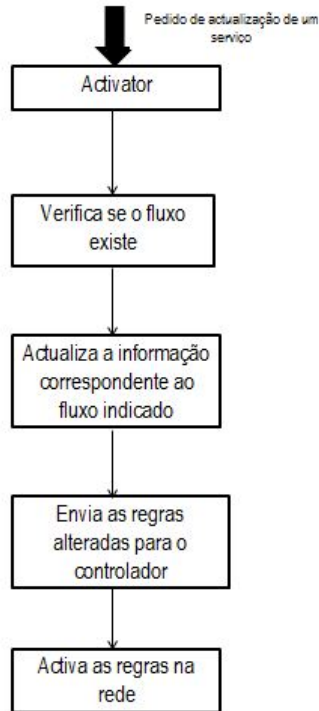 Pedido de actualização de um
serviço
Activator
Verifica se o fluxo
existe
Actualiza a informação
correspondente ao
fluxo indicado
Envia as regras
alteradas para o
controlador
Activa as regras na
rede